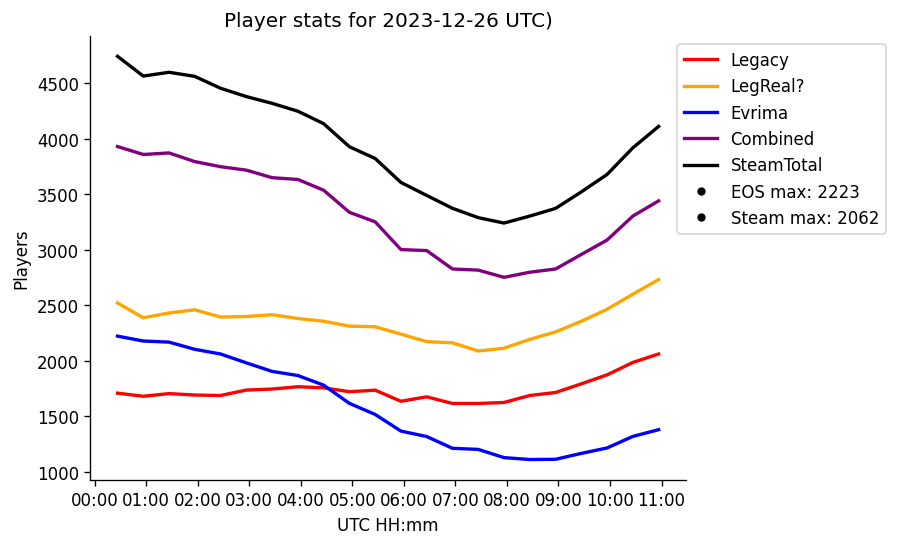 Player stats for 2023-12-26 UTC)
Legacy
LegReal?
Evrima
Combined
SteamTotal
EOS max: 2223
Steam max: 2062
Players
4500
4000
3500
3000
2500
2000
1500
1000
00:00 01:00 02:00 03:00 04:00 05:00 06:00 07:00 08:00 09:00 10:00 11:00
UTC HH:mm